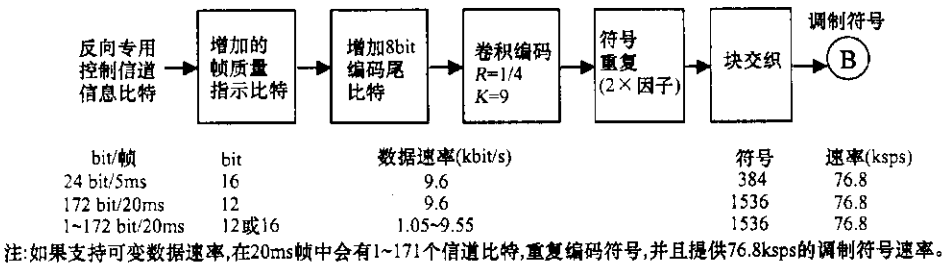 调制符号
反向专用
控制信道
信息比特
增加的
帧质量
指示比特
增加8bit
编码尾
比特
卷积编码
R=1/4
K=9
符号
重复
(2×因子)
块交织
B
bit/帧 bit 数据速率(kbit/s) 符号 速率(ksps)
24 bit/5ms 16 9.6 384 76.8
172 bit/20ms 12 9.6 1536 76.8
1~172 bit/20ms 12或16 1.05~9.55 1536 76.8
注:如果支持可变数据速率,在20ms帧中会有1~171个信道比特,重复编码符号,并且提供76.8ksps的调制符号速率。